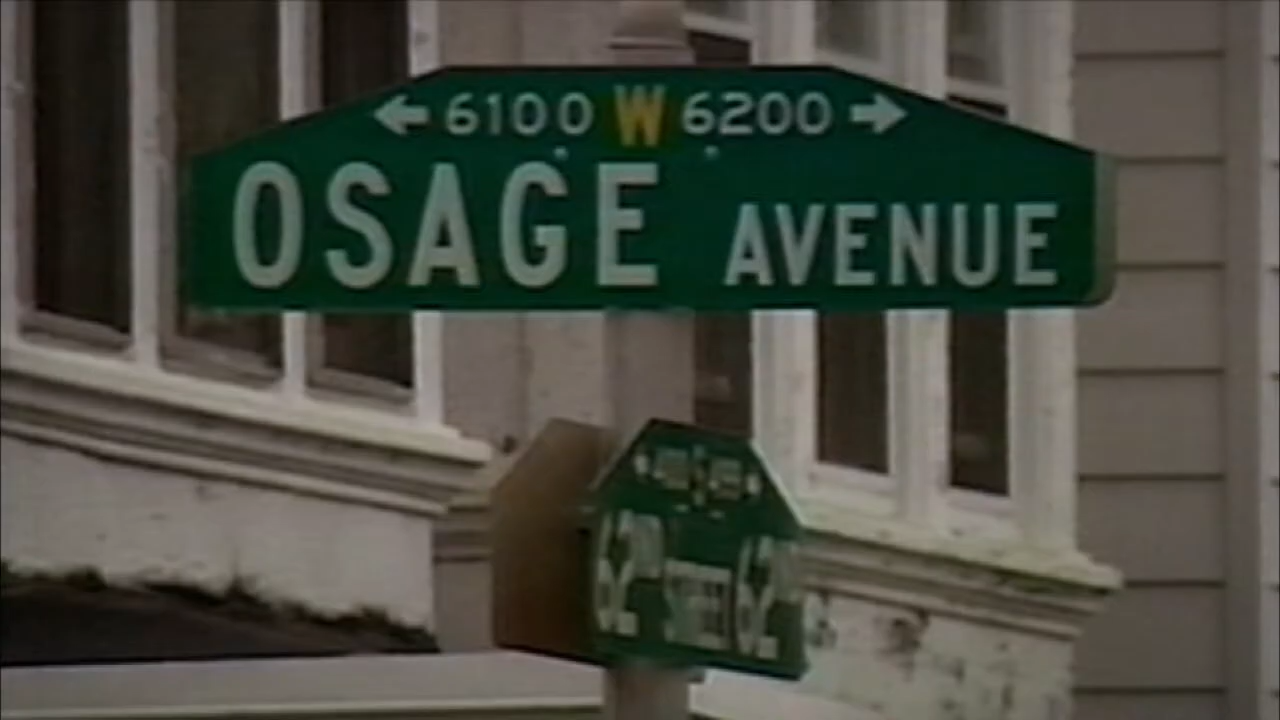 ← 6100 W 6200 →
OSAGE AVENUE
62ND STREET 62ND